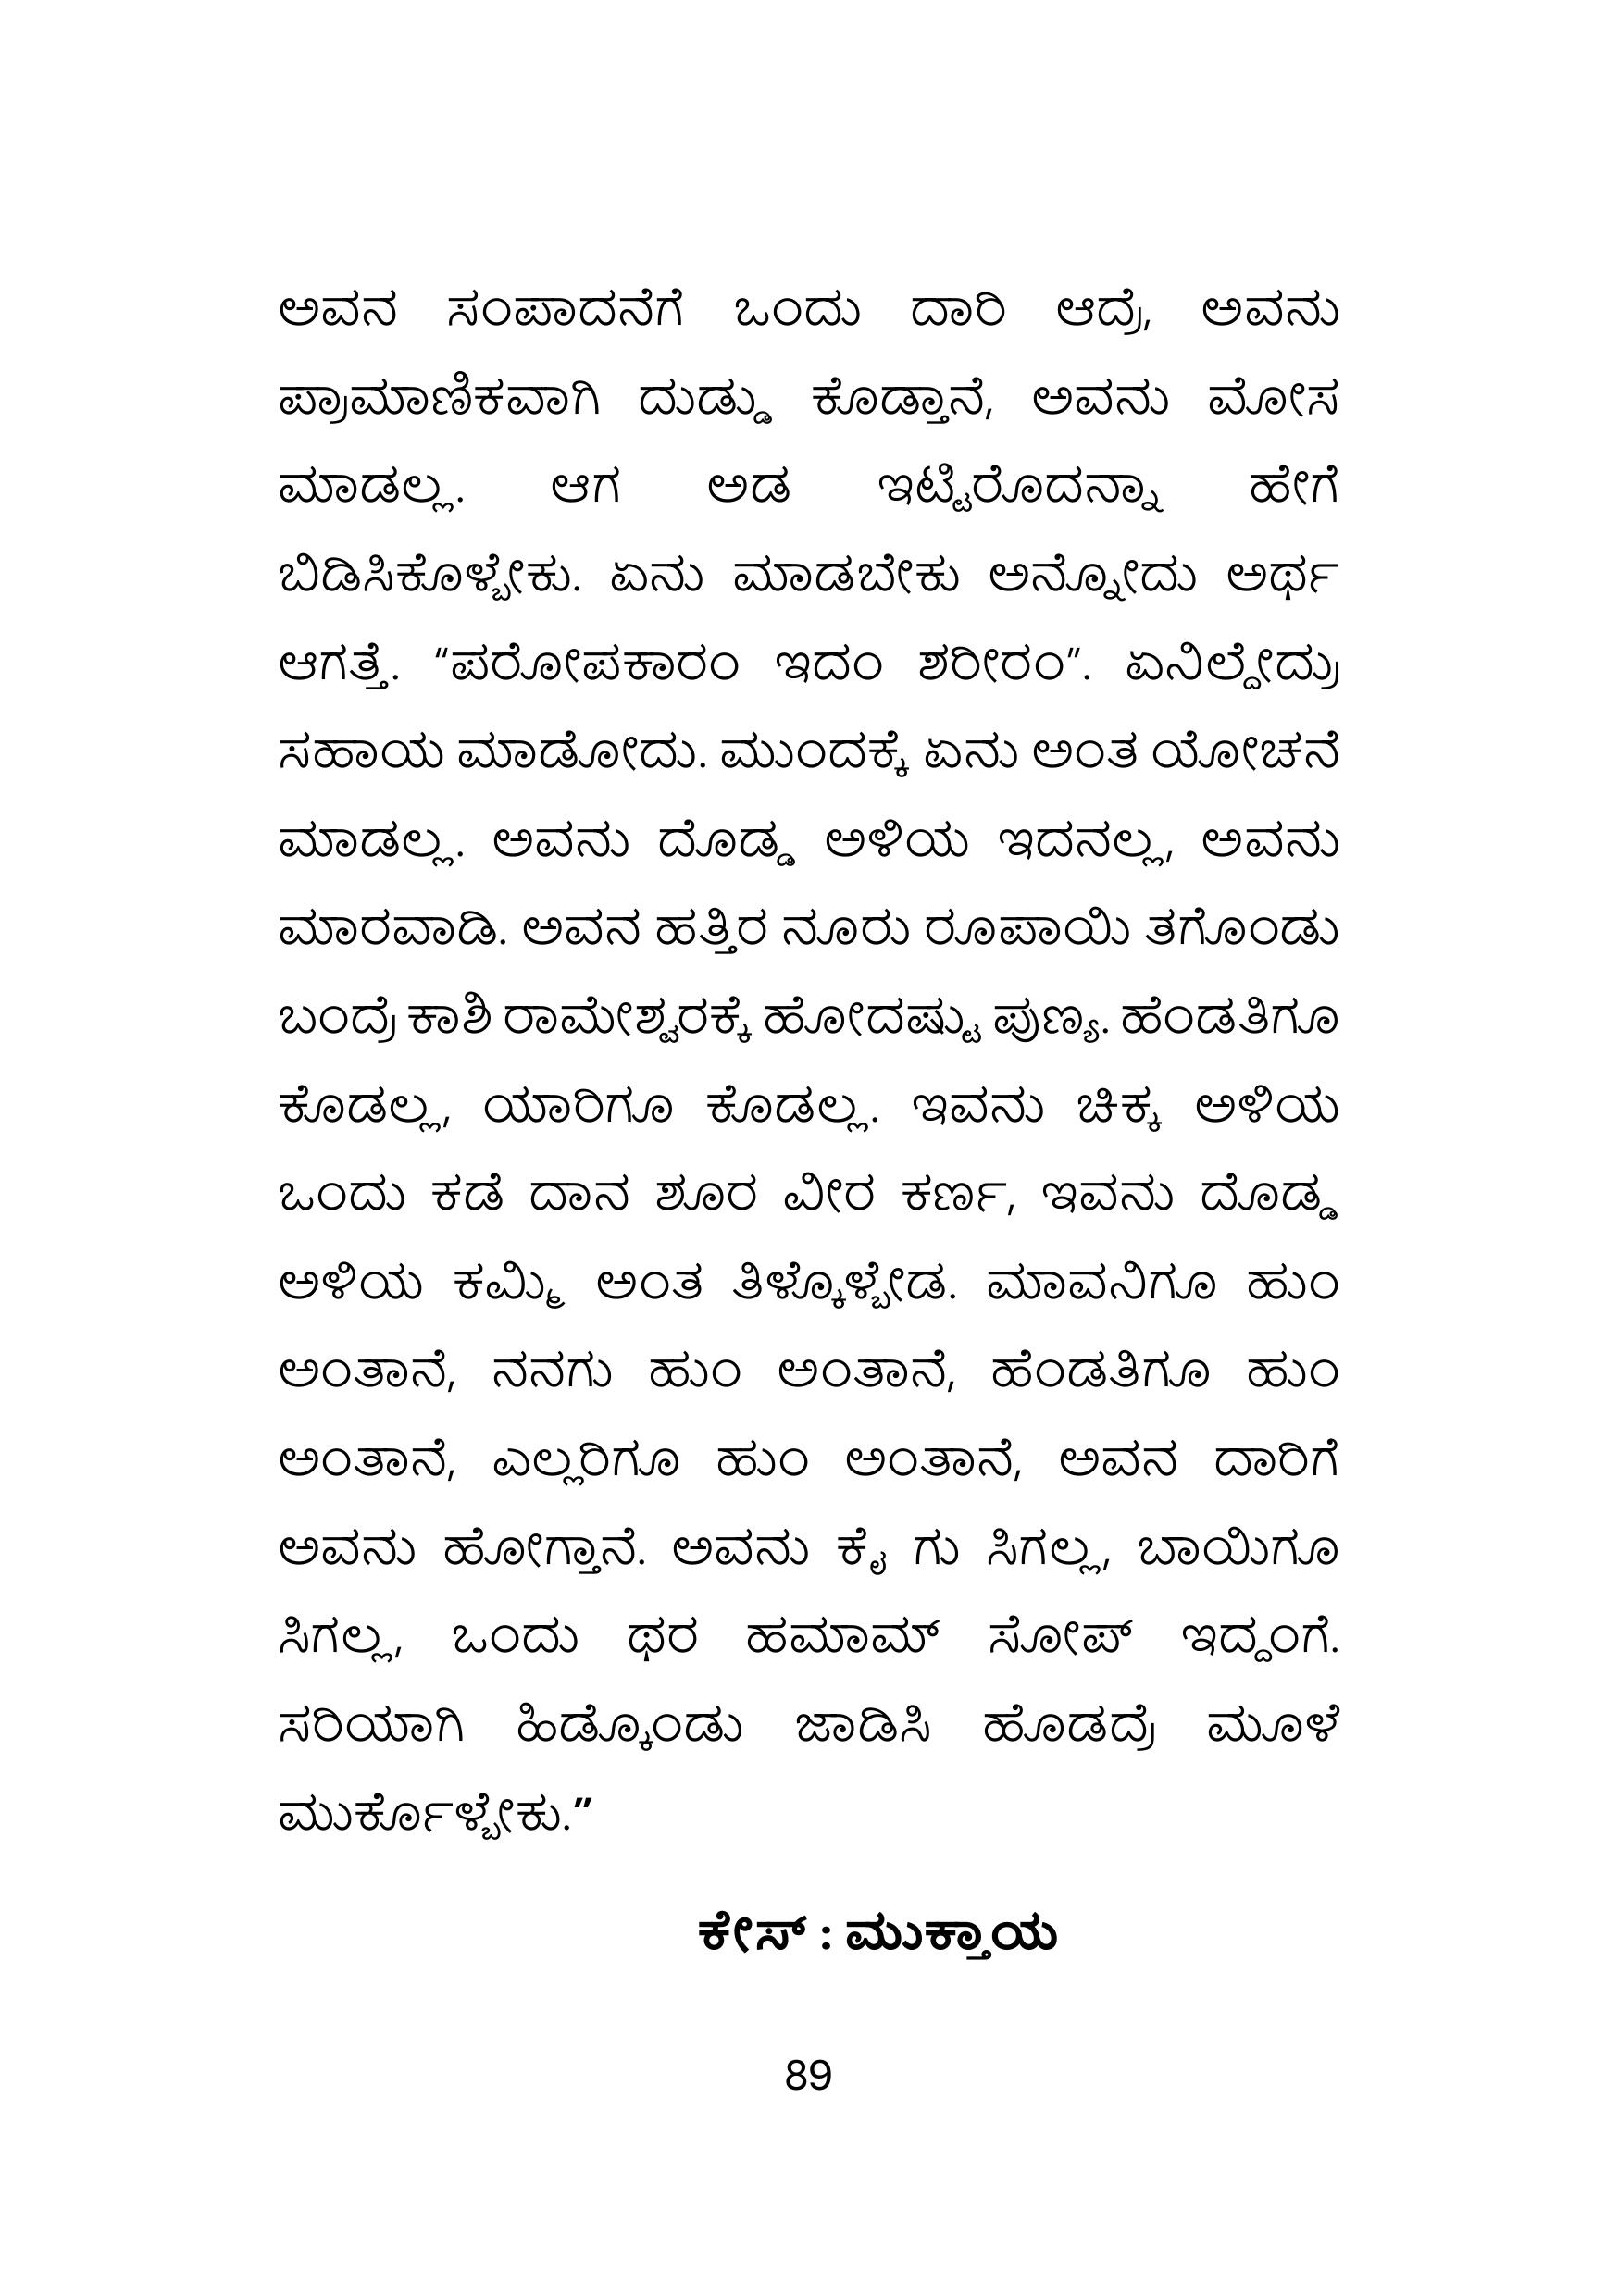 ಅವನ ಸಂಪಾದನೆಗೆ ಒಂದು ದಾರಿ ಆದ್ರೆ, ಅವನು
ಪ್ರಾಮಾಣಿಕವಾಗಿ ದುಡ್ಡು ಕೊಡ್ತಾನೆ, ಅವನು ಮೋಸ
ಮಾಡಲ್ಲ. ಆಗ ಅಡ ಇಟ್ಟಿರೊದನ್ನಾ ಹೇಗೆ
ಬಿಡಿಸಿಕೊಳ್ಬೇಕು. ಏನು ಮಾಡಬೇಕು ಅನ್ನೋದು ಅರ್ಥ
ಆಗತ್ತೆ. “ಪರೋಪಕಾರಂ ಇದಂ ಶರೀರಂ”. ಏನಿಲ್ದೇದ್ರು
ಸಹಾಯ ಮಾಡೋದು. ಮುಂದಕ್ಕೆ ಏನು ಅಂತ ಯೋಚನೆ
ಮಾಡಲ್ಲ. ಅವನು ದೊಡ್ಡ ಅಳಿಯ ಇದನಲ್ಲ, ಅವನು
ಮಾರವಾಡಿ. ಅವನ ಹತ್ತಿರ ನೂರು ರೂಪಾಯಿ ತಗೊಂಡು
ಬಂದ್ರೆ ಕಾಶಿ ರಾಮೇಶ್ವರಕ್ಕೆ ಹೋದಷ್ಟು ಪುಣ್ಯ. ಹೆಂಡತಿಗೂ
ಕೊಡಲ್ಲ, ಯಾರಿಗೂ ಕೊಡಲ್ಲ. ಇವನು ಚಿಕ್ಕ ಅಳಿಯ
ಒಂದು ಕಡೆ ದಾನ ಶೂರ ವೀರ ಕರ್ಣ, ಇವನು ದೊಡ್ಡ
ಅಳಿಯ ಕಮ್ಮಿ ಅಂತ ತಿಳ್ಕೊಳ್ಬೇಡ. ಮಾವನಿಗೂ ಹುಂ
ಅಂತಾನೆ, ನನಗು ಹುಂ ಅಂತಾನೆ, ಹೆಂಡತಿಗೂ ಹುಂ
ಅಂತಾನೆ, ಎಲ್ಲರಿಗೂ ಹುಂ ಅಂತಾನೆ, ಅವನ ದಾರಿಗೆ
ಅವನು ಹೋಗ್ತಾನೆ. ಅವನು ಕೈ ಗು ಸಿಗಲ್ಲ, ಬಾಯಿಗೂ
ಸಿಗಲ್ಲ, ಒಂದು ಥರ ಹಮಾಮ್ ಸೋಪ್ ಇದ್ದಂಗೆ.
ಸರಿಯಾಗಿ ಹಿಡ್ಕೊಂಡು ಜಾಡಿಸಿ ಹೊಡದ್ರೆ ಮೂಳೆ
ಮುರ್ಕೊಳ್ಬೇಕು.”
ಕೇಸ್ : ಮುಕ್ತಾಯ
89